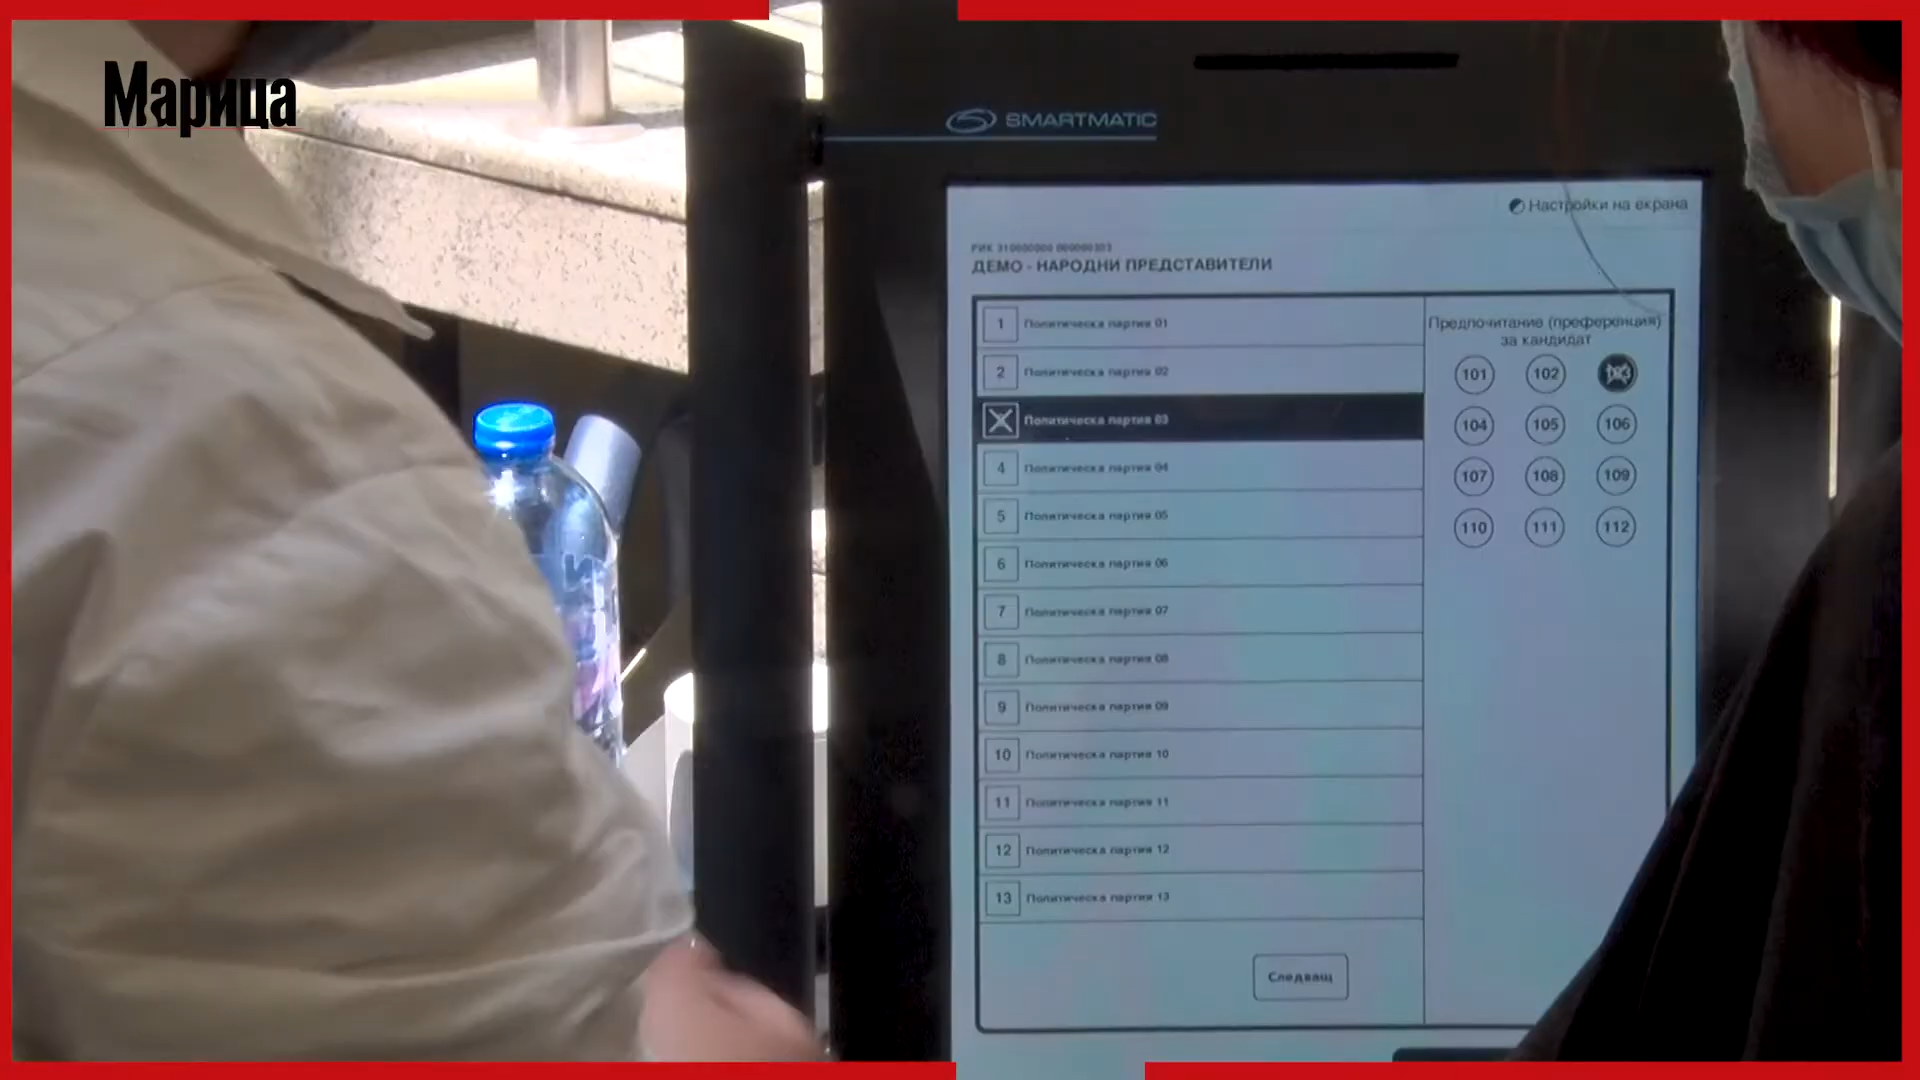 Марица
SMARTMATIC
Настройки на екрана
ДЕМО - НАРОДНИ ПРЕДСТАВИТЕЛИ
1 Политическа партия 01
2 Политическа партия 02
Политическа партия 03
4 Политическа партия 04
5 Политическа партия 05
6 Политическа партия 06
7 Политическа партия 07
8 Политическа партия 08
9 Политическа партия 09
10 Политическа партия 10
11 Политическа партия 11
12 Политическа партия 12
13 Политическа партия 13
Следващ
Предпочитание (преференция)
за кандидат
101 102 103
104 105 106
107 108 109
110 111 112